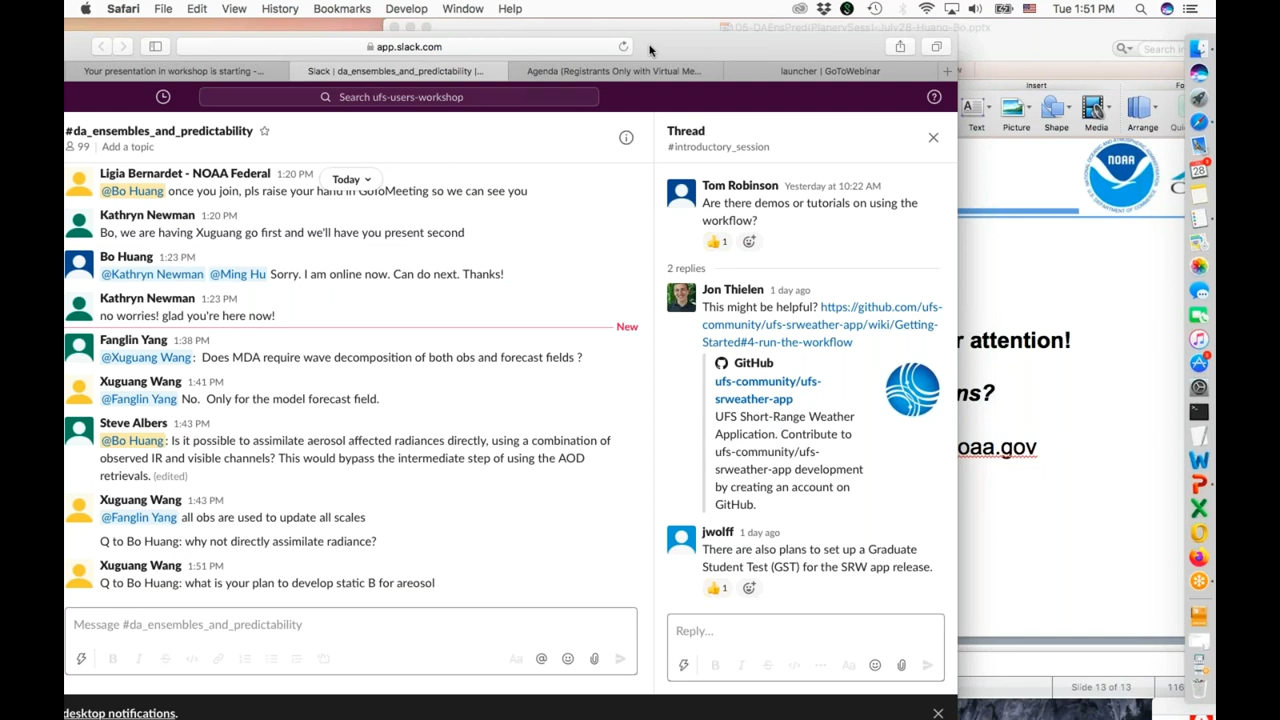 Safari File Edit View History Bookmarks Develop Window Help
Tue 1:51 PM
05-DAEnsPred(PlanervSess1-July28-Huang-Bo.pptx
app.slack.com
Search in
Your presentation in workshop is starting -...
Slack | da_ensembles_and_predictability |...
Agenda (Registrants Only with Virtual Me...
launcher | GoToWebinar
Search ufs-users-workshop
Insert
Fo
Text
Picture
Shape
Media
Arrange
Quic
#da_ensembles_and_predictability
99 Add a topic
Ligia Bernardet - NOAA Federal 1:20 PM
Today
@Bo Huang once you join, pls raise your hand in GotoMeeting so we can see you
Kathryn Newman 1:20 PM
Bo, we are having Xuguang go first and we'll have you present second
Bo Huang 1:23 PM
@Kathryn Newman @Ming Hu Sorry. I am online now. Can do next. Thanks!
Kathryn Newman 1:23 PM
no worries! glad you're here now!
New
Fanglin Yang 1:38 PM
@Xuguang Wang: Does MDA require wave decomposition of both obs and forecast fields ?
Xuguang Wang 1:41 PM
@Fanglin Yang No. Only for the model forecast field.
Steve Albers 1:43 PM
@Bo Huang: Is it possible to assimilate aerosol affected radiances directly, using a combination of
observed IR and visible channels? This would bypass the intermediate step of using the AOD
retrievals. (edited)
Xuguang Wang 1:43 PM
@Fanglin Yang all obs are used to update all scales
Q to Bo Huang: why not directly assimilate radiance?
Xuguang Wang 1:51 PM
Q to Bo Huang: what is your plan to develop static B for areosol
Message #da_ensembles_and_predictability
desktop notifications.
Thread
#introductory_session
Tom Robinson Yesterday at 10:22 AM
Are there demos or tutorials on using the
workflow?
1
2 replies
Jon Thielen 1 day ago
This might be helpful? https://github.com/ufs-
community/ufs-srweather-app/wiki/Getting-
Started#4-run-the-workflow
GitHub
ufs-community/ufs-
srweather-app
UFS Short-Range Weather
Application. Contribute to
ufs-community/ufs-
srweather-app development
by creating an account on
GitHub.
jwolff 1 day ago
There are also plans to set up a Graduate
Student Test (GST) for the SRW app release.
1
Reply...
NOAA
r attention!
ns?
oaa.gov
Slide 13 of 13
116
28